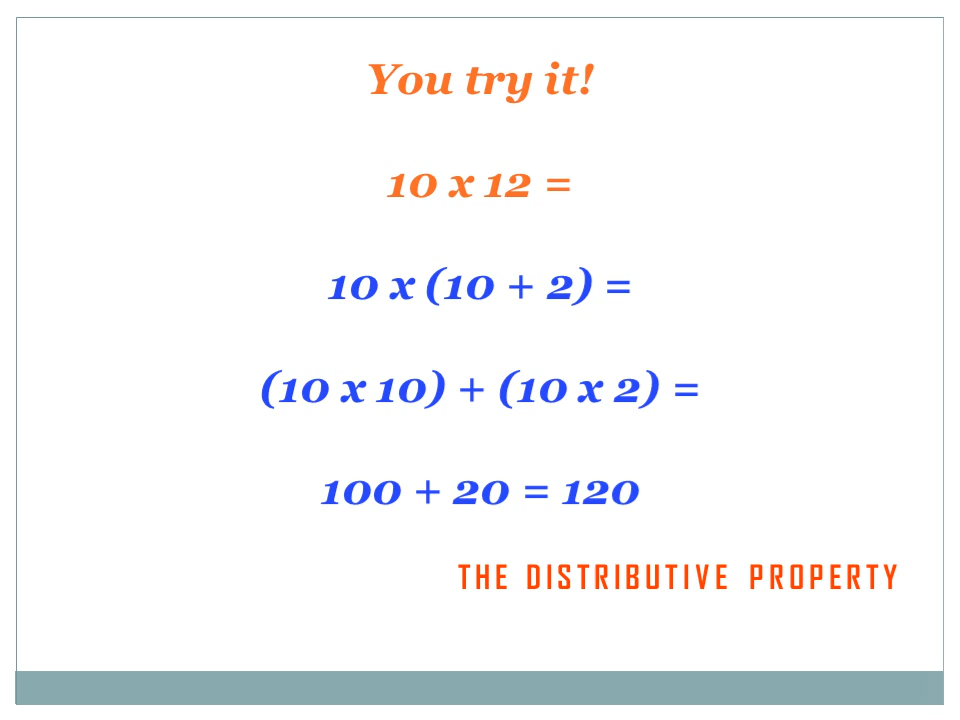 You try it!
10 x 12 =
10 x (10 + 2) =
(10 x 10) + (10 x 2) =
100 + 20 = 120
THE DISTRIBUTIVE PROPERTY